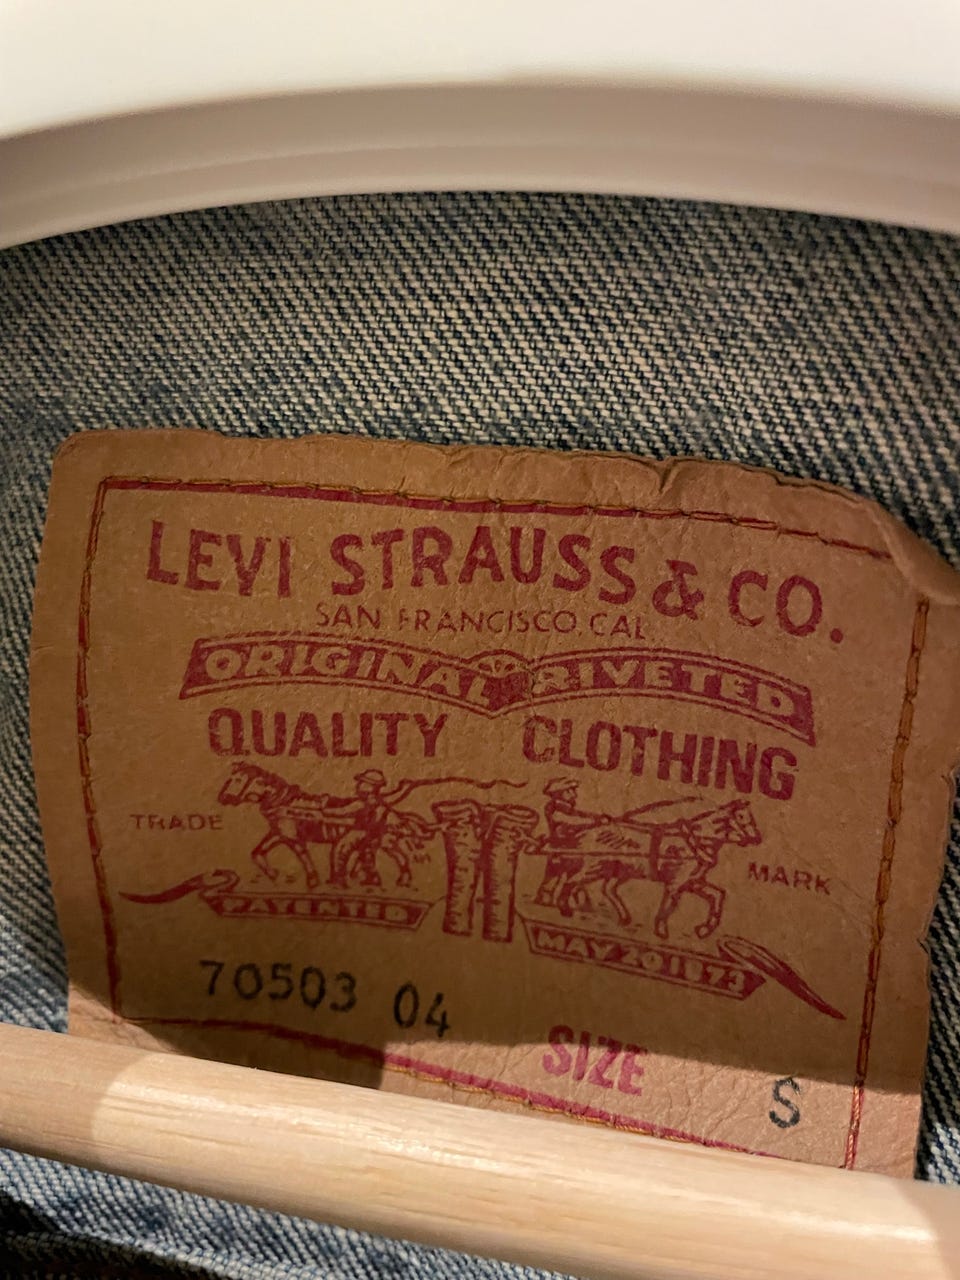 LEVI STRAUSS & CO.
SAN FRANCISCO, CAL.
ORIGINAL RIVETED
QUALITY CLOTHING
TRADE MARK
PATENTED MAY 20 1873
70503 04
SIZE S